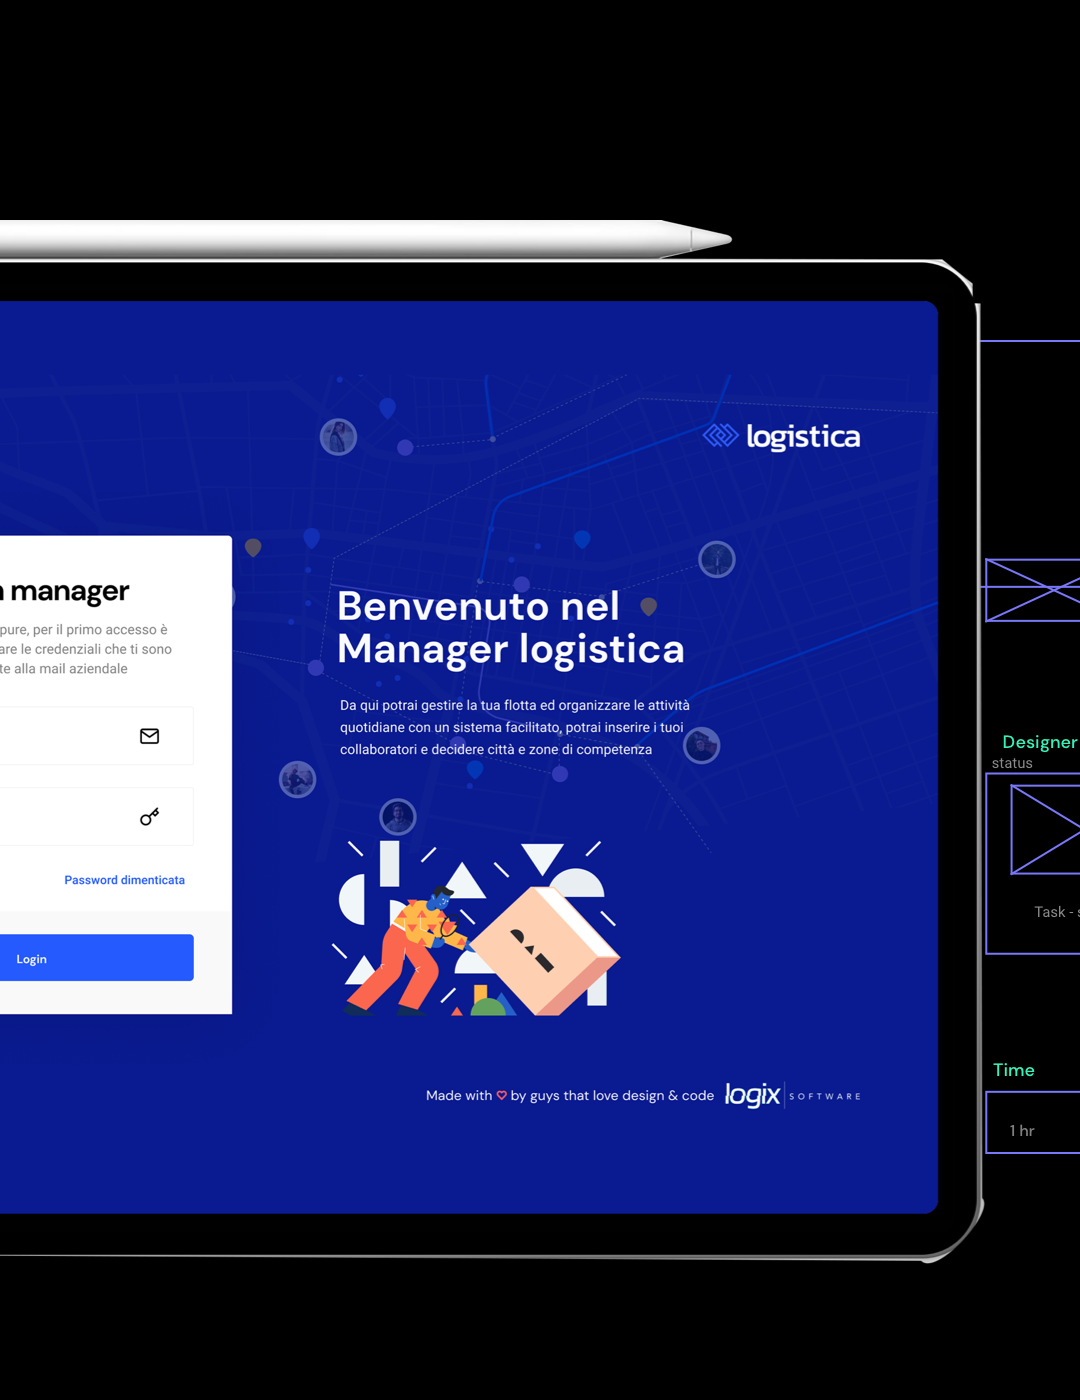 logistica
manager
pure, per il primo accesso è
are le credenziali che ti sono
te alla mail aziendale
Password dimenticata
Login
Benvenuto nel
Manager logistica
Da qui potrai gestire la tua flotta ed organizzare le attività
quotidiane con un sistema facilitato, potrai inserire i tuoi
collaboratori e decidere città e zone di competenza
Made with by guys that love design & code logix SOFTWARE
Designer
status
Task - s
Time
1 hr